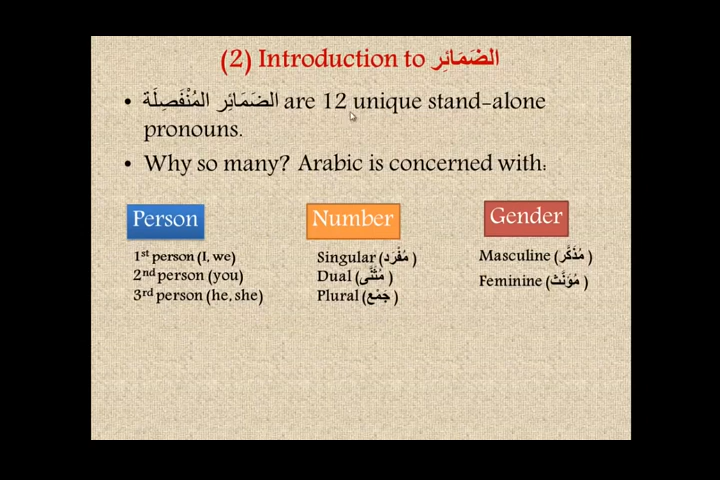 (2) Introduction to الضَمَائِر
• الضَمَائِر المُنْفَصِلَة are 12 unique stand-alone
pronouns.
• Why so many? Arabic is concerned with:
Person
1st person (I, we)
2nd person (you)
3rd person (he, she)
Number
Singular (مُفْرَد )
Dual (مُثَنَّى )
Plural (جَمْع )
Gender
Masculine (مُذَكَّر )
Feminine (مُؤَنَّث )